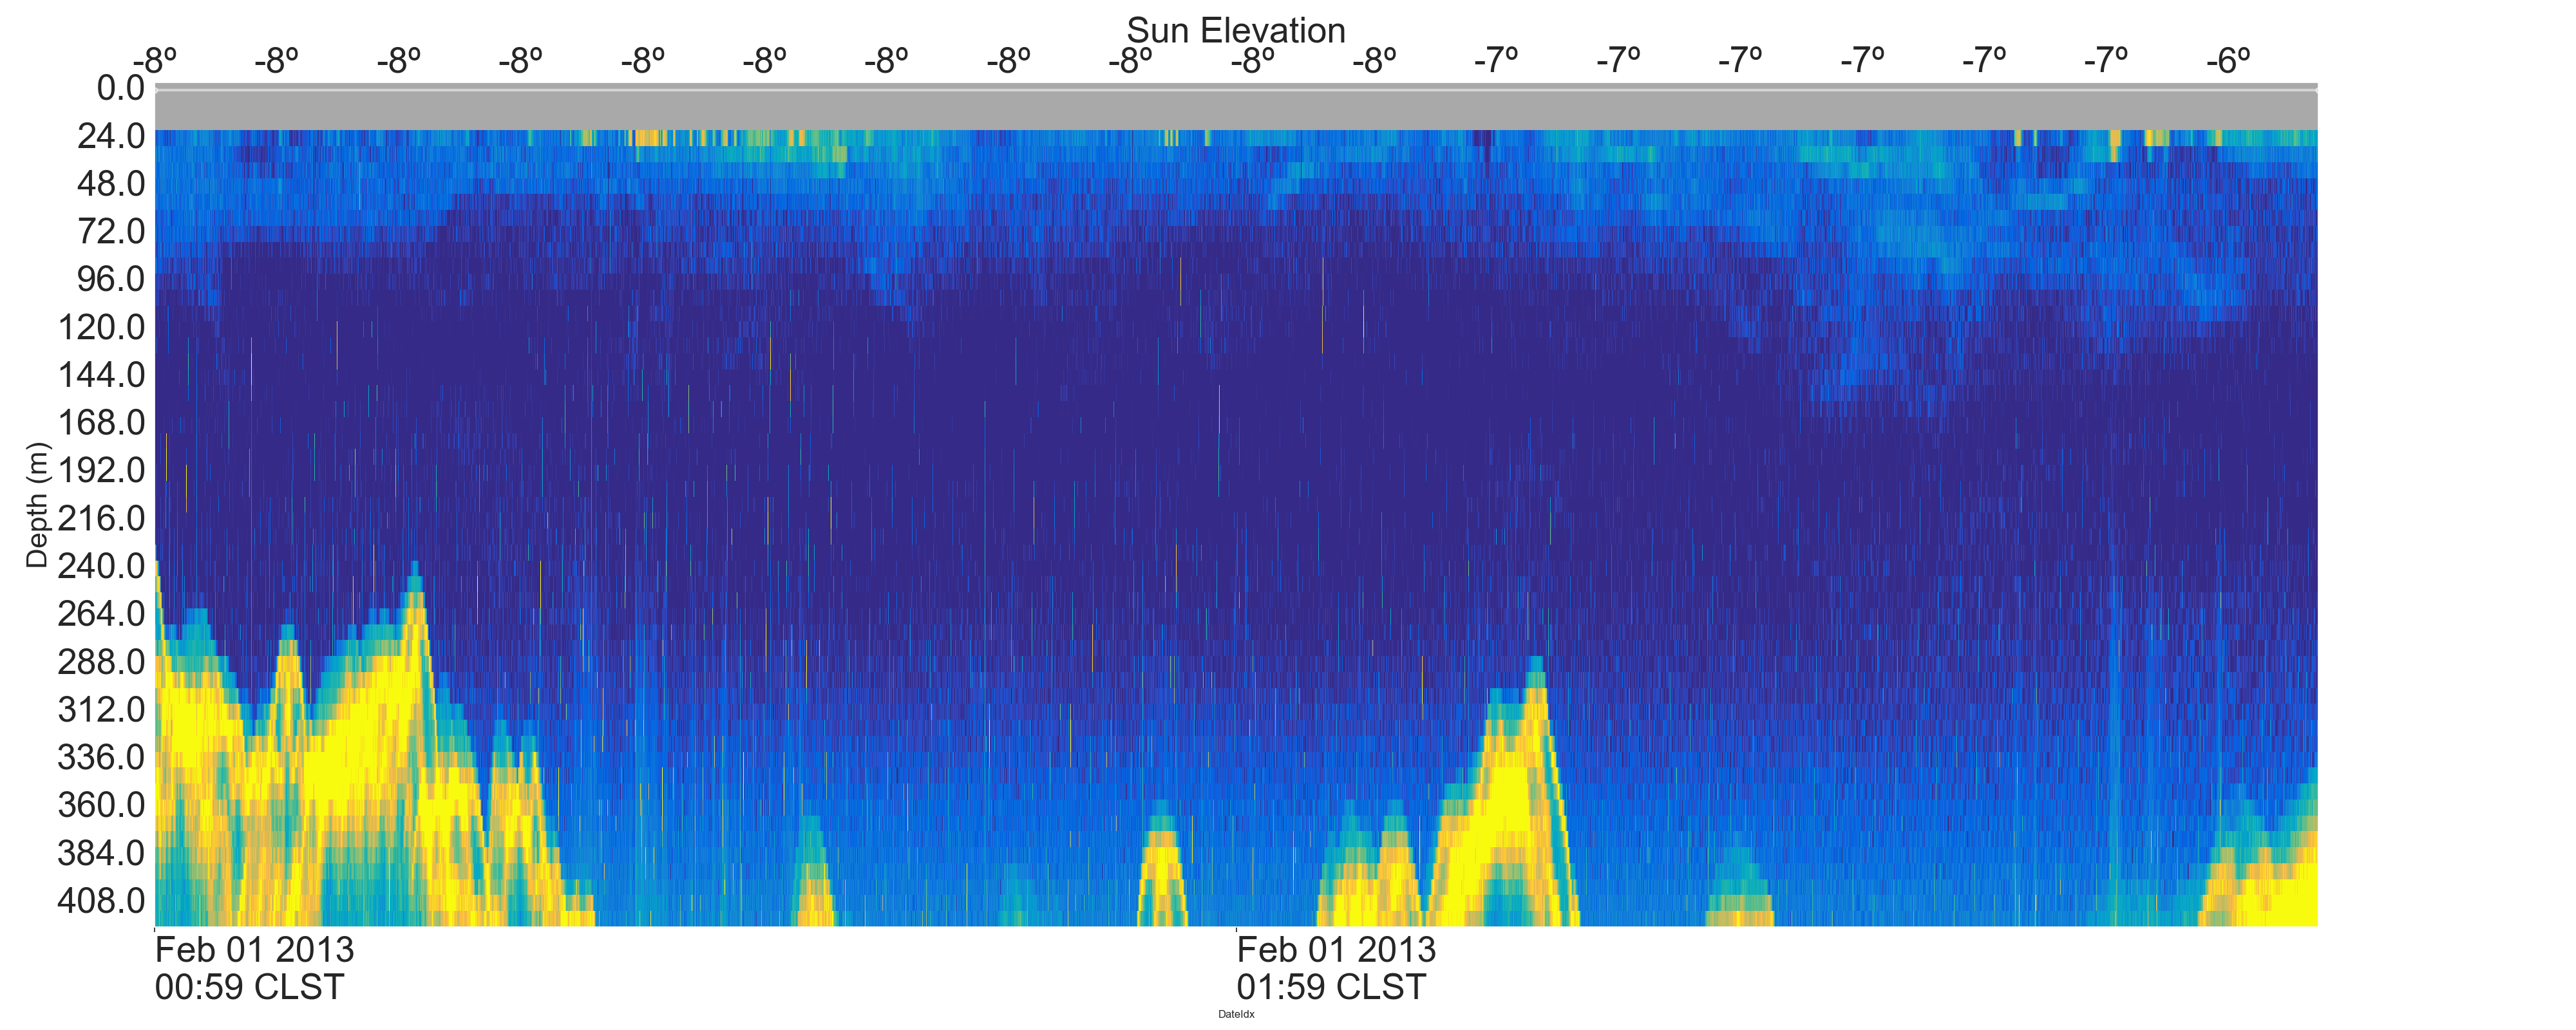 Sun Elevation
-8º -8º -8º -8º -8º -8º -8º -8º -8º -8º -8º -7º -7º -7º -7º -7º -7º -6º
0.0
24.0
48.0
72.0
96.0
120.0
144.0
168.0
192.0
216.0
240.0
264.0
288.0
312.0
336.0
360.0
384.0
408.0
Depth (m)
Feb 01 2013
00:59 CLST
Feb 01 2013
01:59 CLST
DateIdx